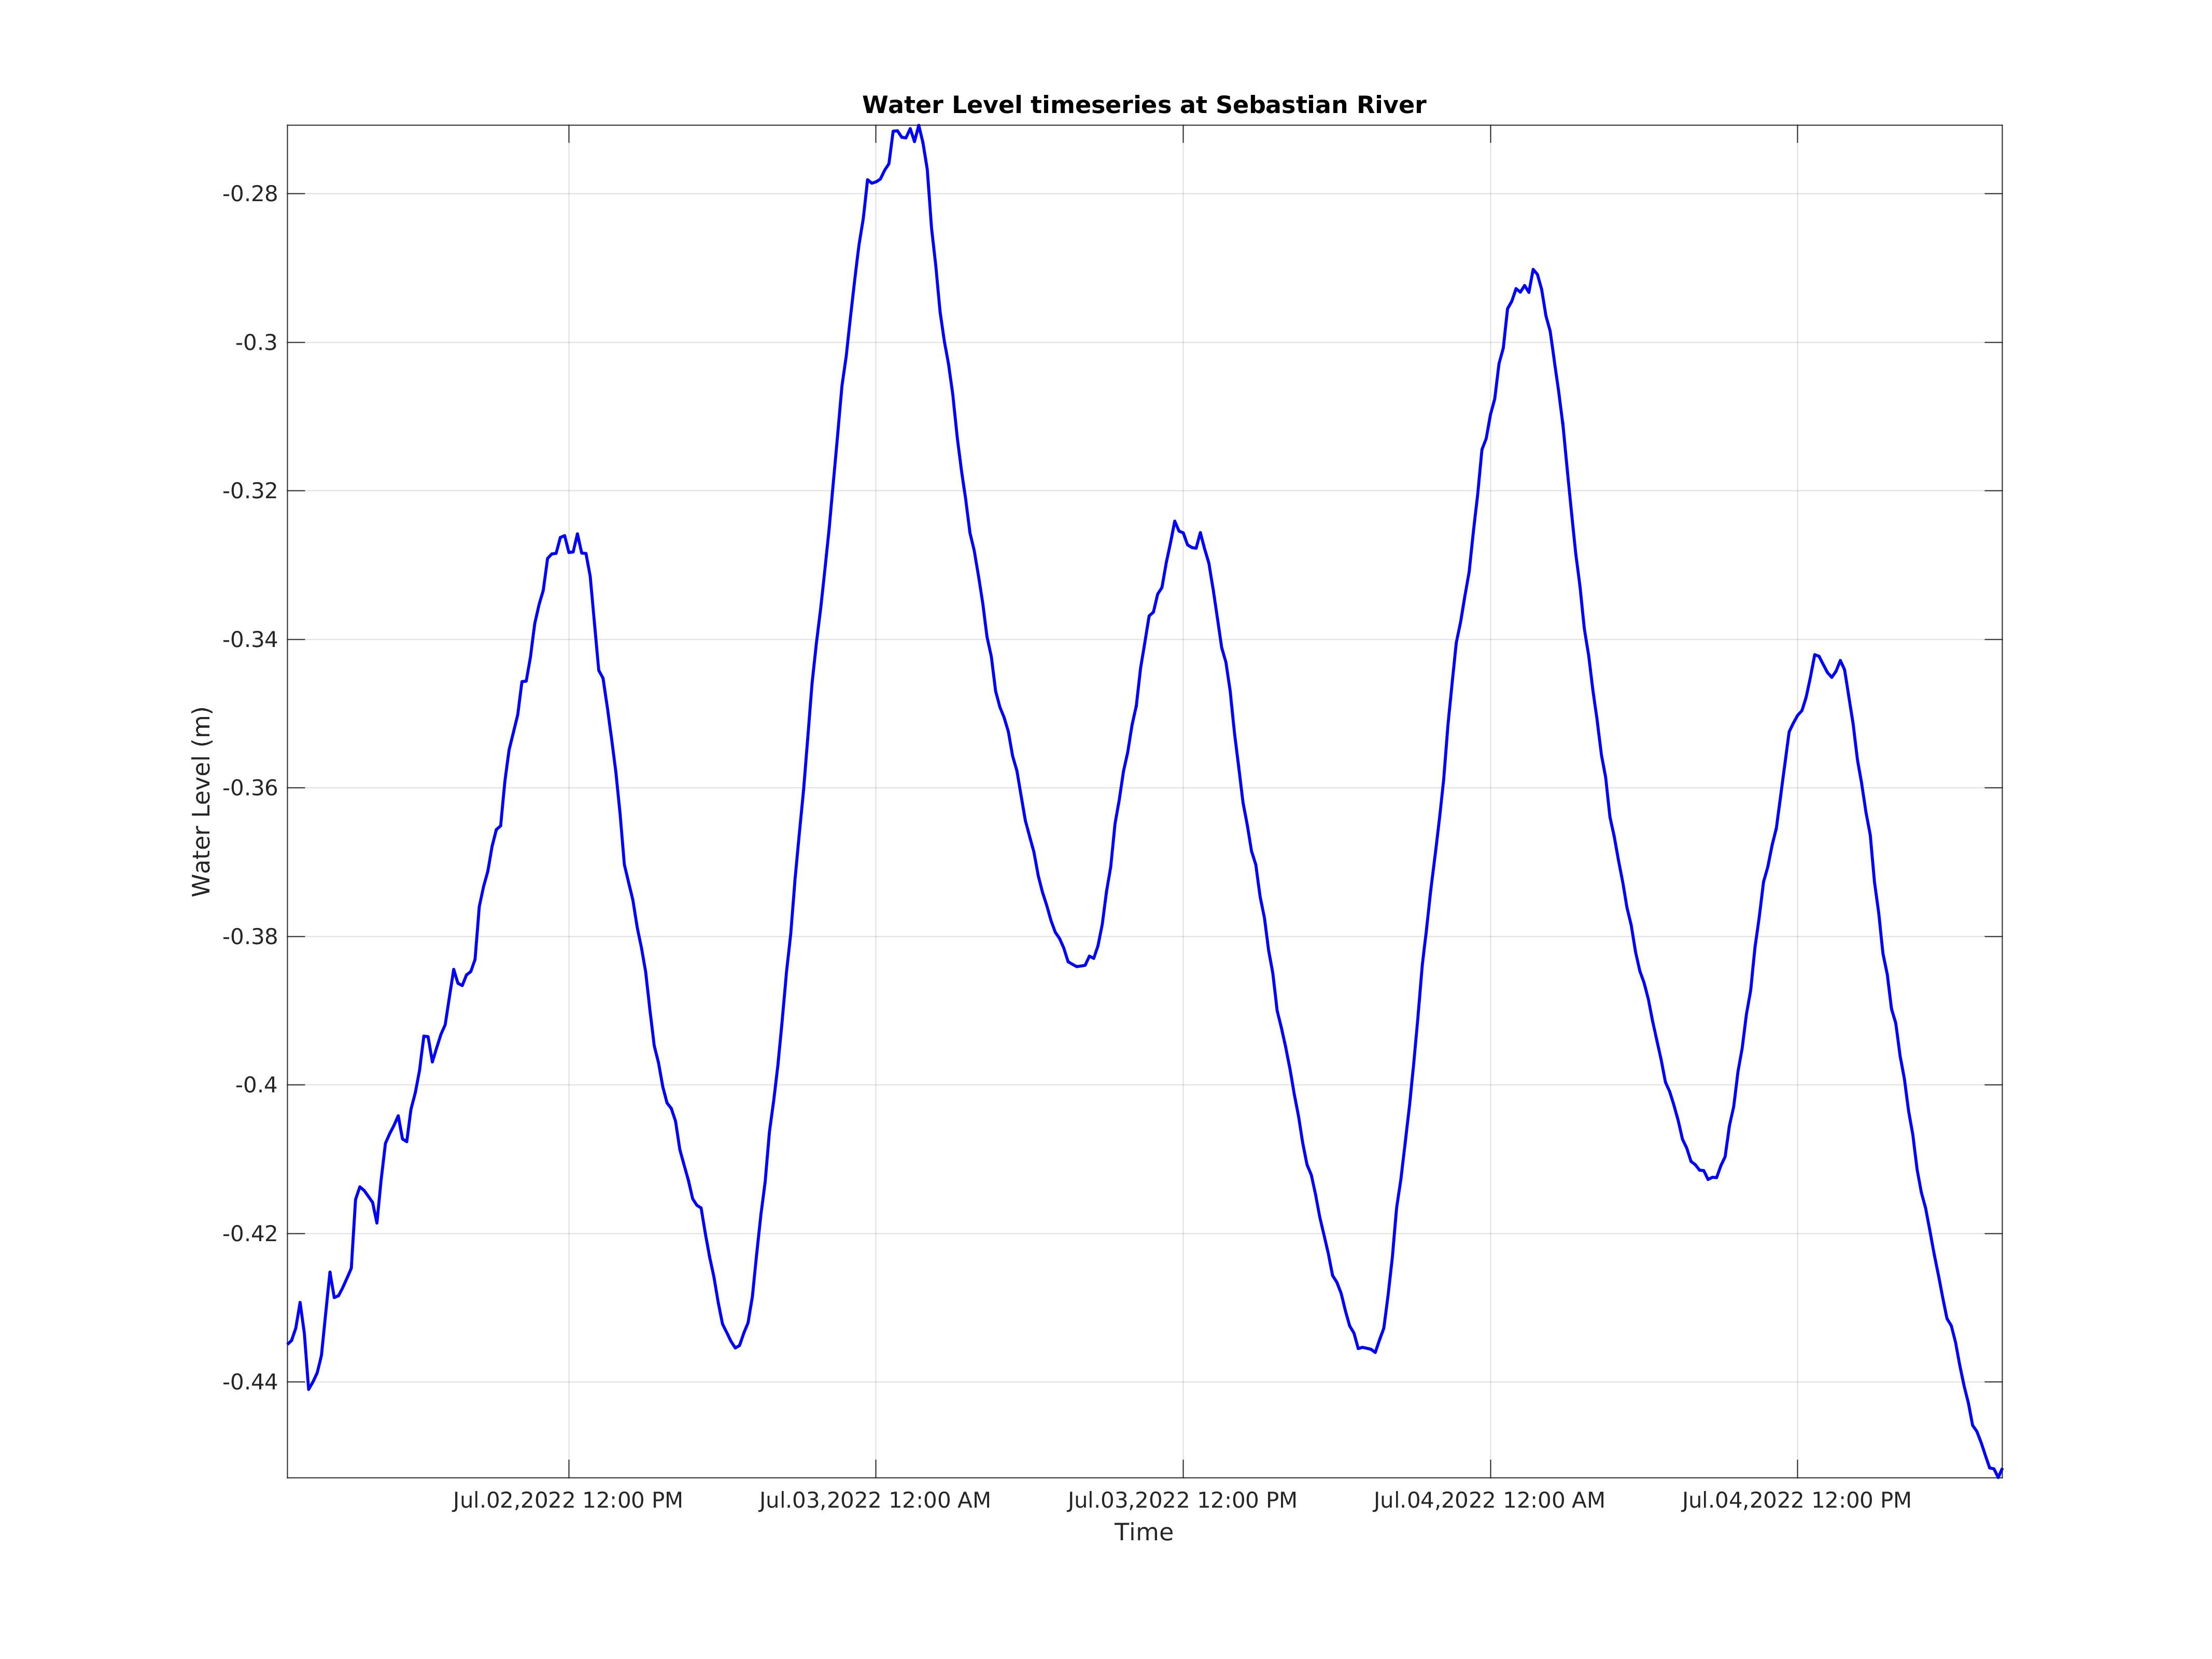 Water Level timeseries at Sebastian River
-0.28
-0.3
-0.32
-0.34
-0.36
-0.38
-0.4
-0.42
-0.44
Water Level (m)
Jul.02,2022 12:00 PM
Jul.03,2022 12:00 AM
Jul.03,2022 12:00 PM
Jul.04,2022 12:00 AM
Jul.04,2022 12:00 PM
Time